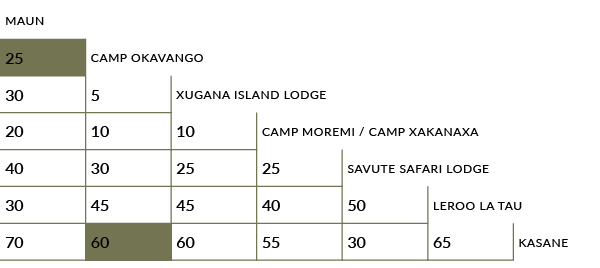 MAUN
25 CAMP OKAVANGO
30 5 XUGANA ISLAND LODGE
20 10 10 CAMP MOREMI / CAMP XAKANAXA
40 30 25 25 SAVUTE SAFARI LODGE
30 45 45 40 50 LEROO LA TAU
70 60 60 55 30 65 KASANE